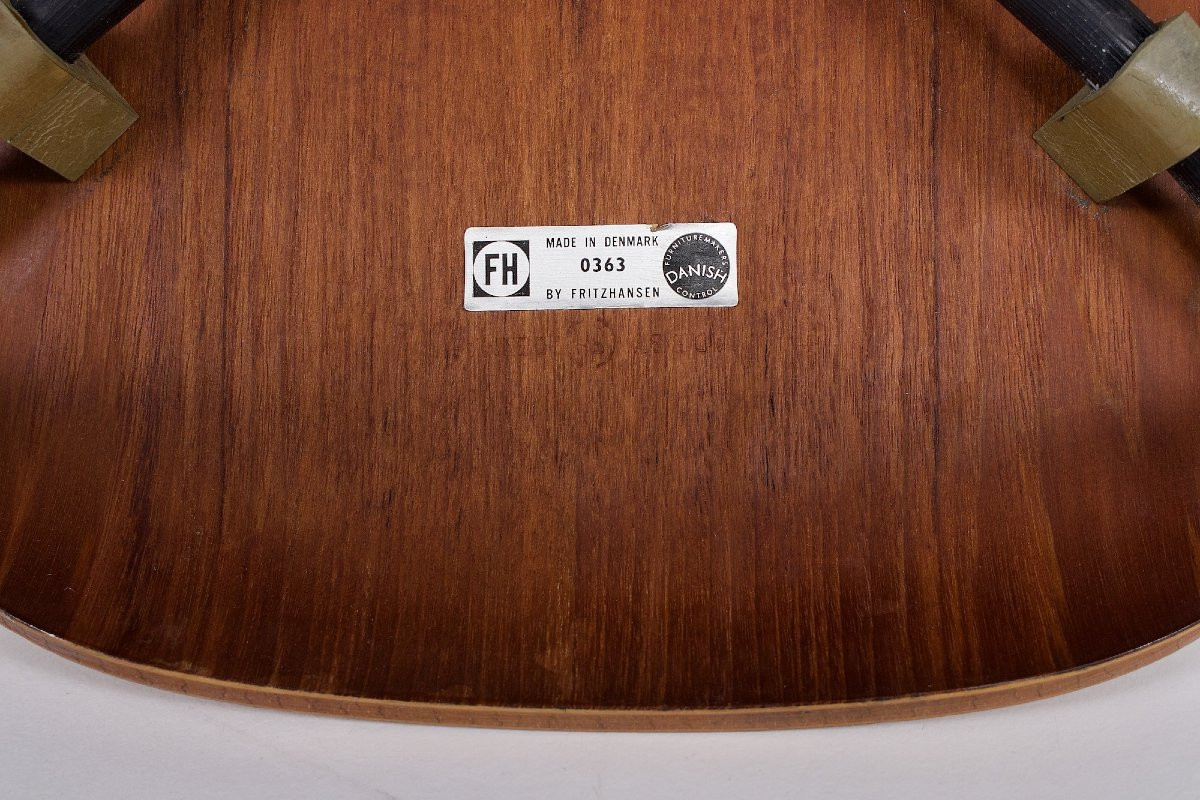 FH
MADE IN DENMARK
0363
BY FRITZHANSEN
FURNITUREMAKERS
DANISH
CONTROL